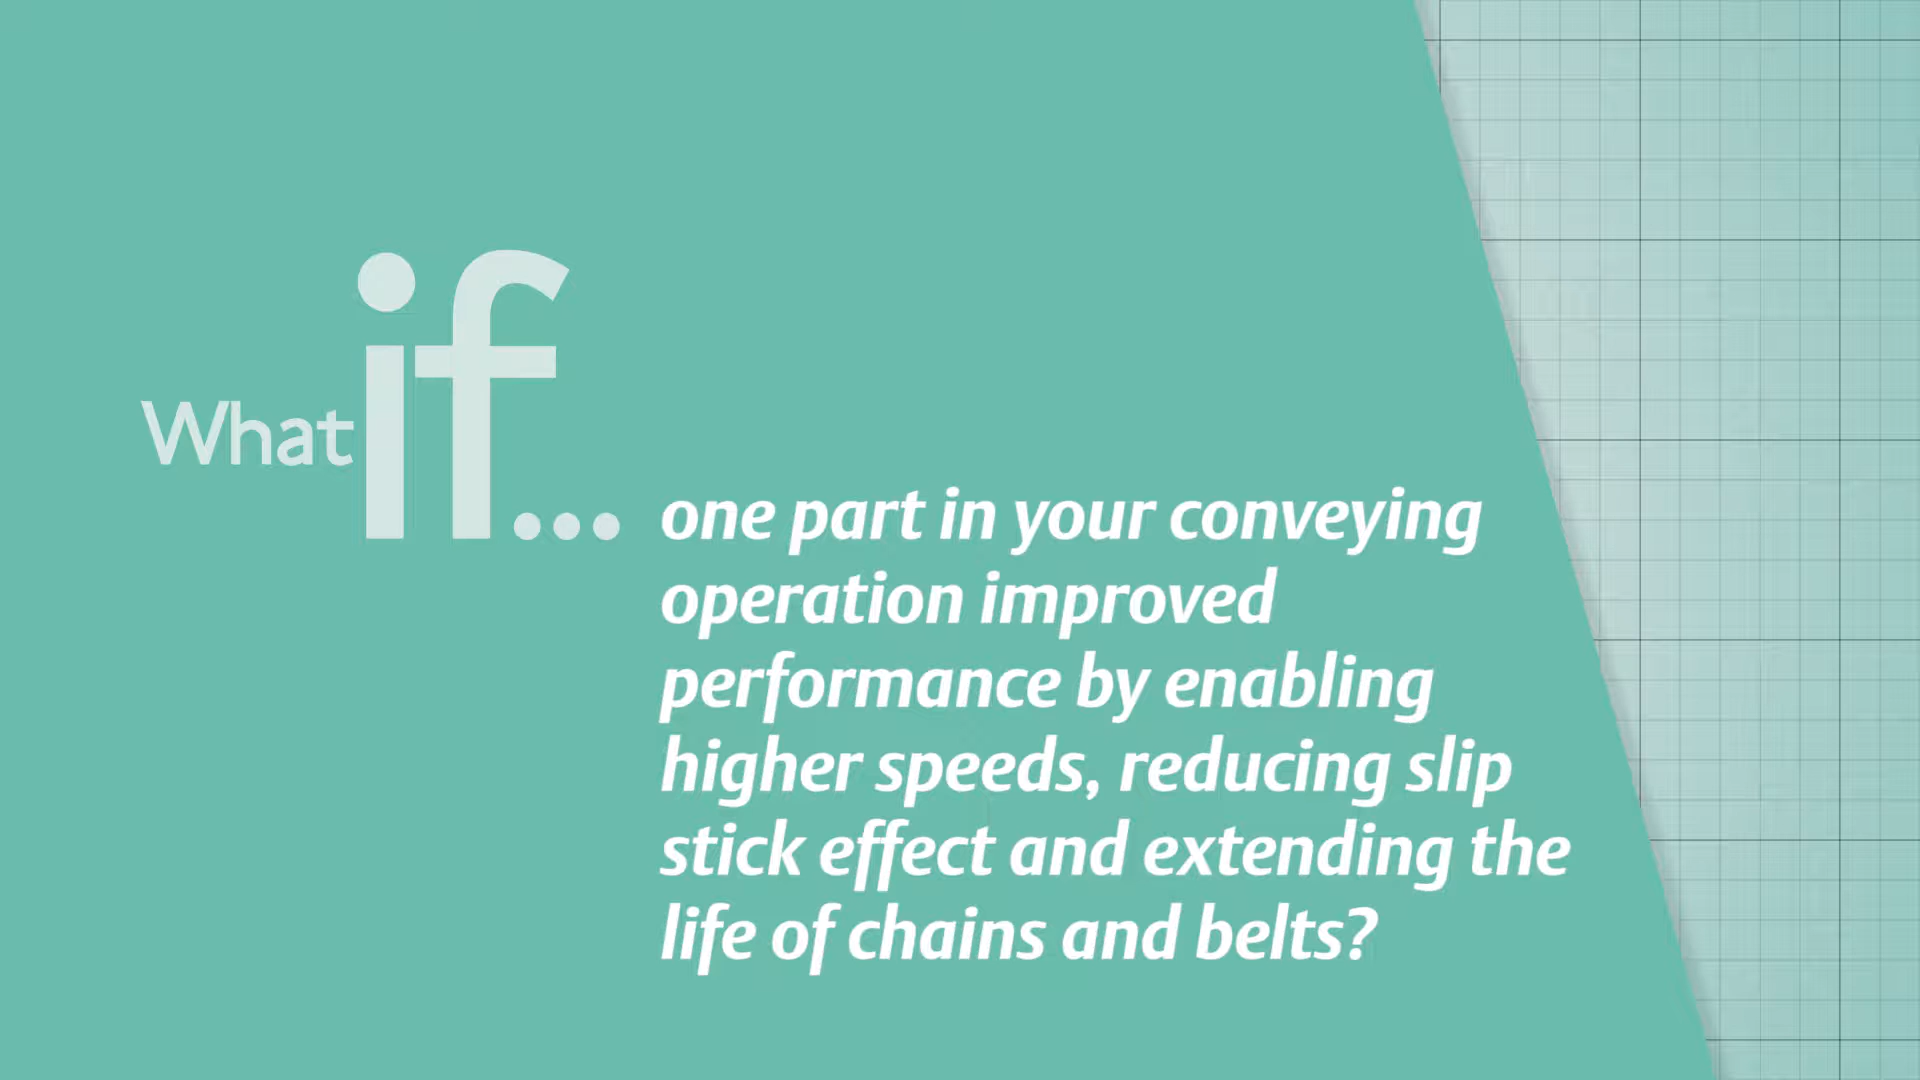 What if...
one part in your conveying
operation improved
performance by enabling
higher speeds, reducing slip
stick effect and extending the
life of chains and belts?